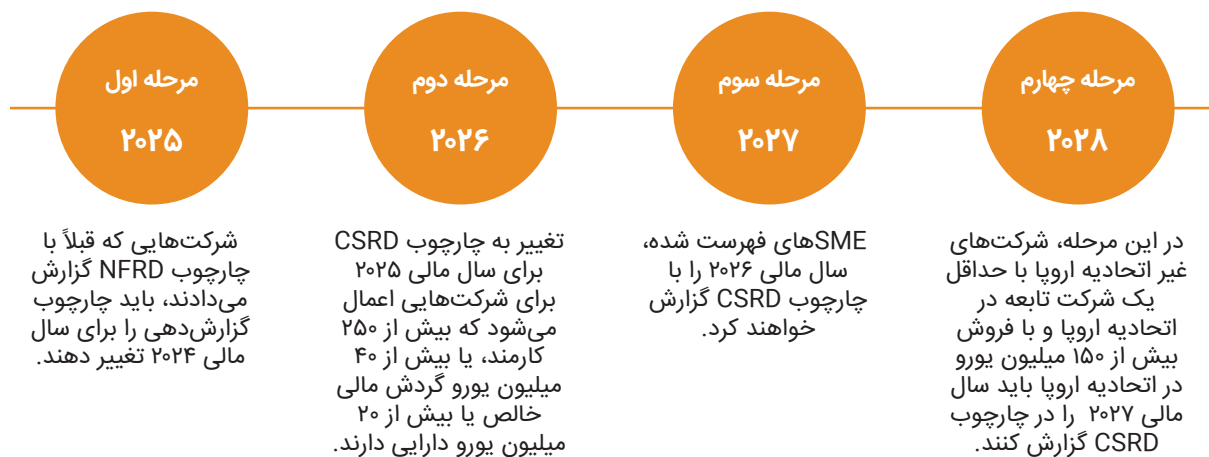 مرحله اول
۲۰۲۵
شرکت‌هایی که قبلاً با
چارچوب NFRD گزارش
می‌دادند، باید چارچوب
گزارش‌دهی را برای سال
مالی ۲۰۲۴ تغییر دهند.
مرحله دوم
۲۰۲۶
تغییر به چارچوب CSRD
برای سال مالی ۲۰۲۵
برای شرکت‌هایی اعمال
می‌شود که بیش از ۲۵۰
کارمند، یا بیش از ۴۰
میلیون یورو گردش مالی
خالص یا بیش از ۲۰
میلیون یورو دارایی دارند.
مرحله سوم
۲۰۲۷
SMEهای فهرست شده،
سال مالی ۲۰۲۶ را با
چارچوب CSRD گزارش
خواهند کرد.
مرحله چهارم
۲۰۲۸
در این مرحله، شرکت‌های
غیر اتحادیه اروپا با حداقل
یک شرکت تابعه در
اتحادیه اروپا و با فروش
بیش از ۱۵۰ میلیون یورو
در اتحادیه اروپا باید سال
مالی ۲۰۲۷ را در چارچوب
CSRD گزارش کنند.